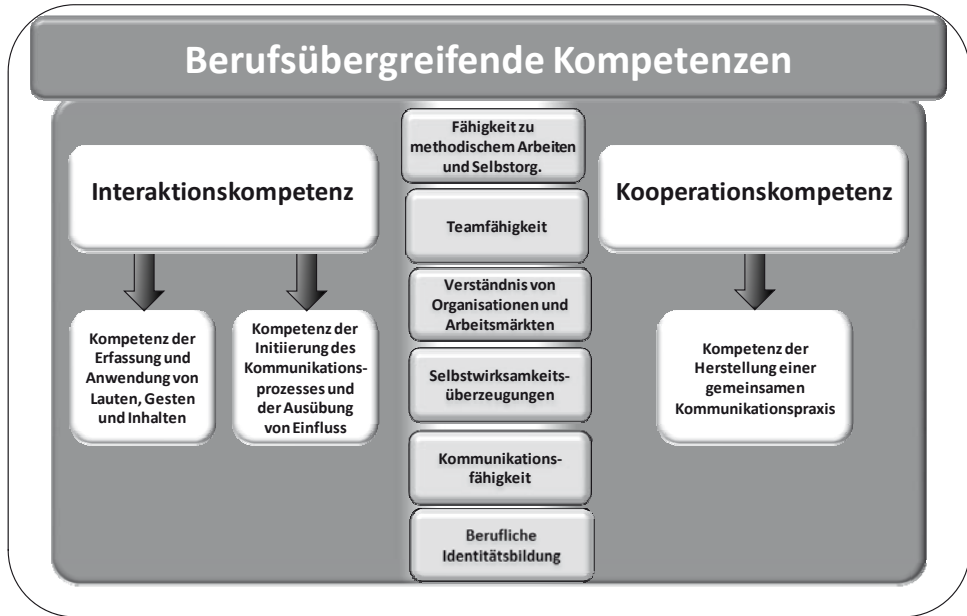 Berufsübergreifende Kompetenzen
Interaktionskompetenz
Kompetenz der
Erfassung und
Anwendung von
Lauten, Gesten
und Inhalten
Kompetenz der
Initiierung des
Kommunikations-
prozesses und
der Ausübung
von Einfluss
Fähigkeit zu
methodischem Arbeiten
und Selbstorg.
Teamfähigkeit
Verständnis von
Organisationen und
Arbeitsmärkten
Selbstwirksamkeits-
überzeugungen
Kommunikations-
fähigkeit
Berufliche
Identitätsbildung
Kooperationskompetenz
Kompetenz der
Herstellung einer
gemeinsamen
Kommunikationspraxis